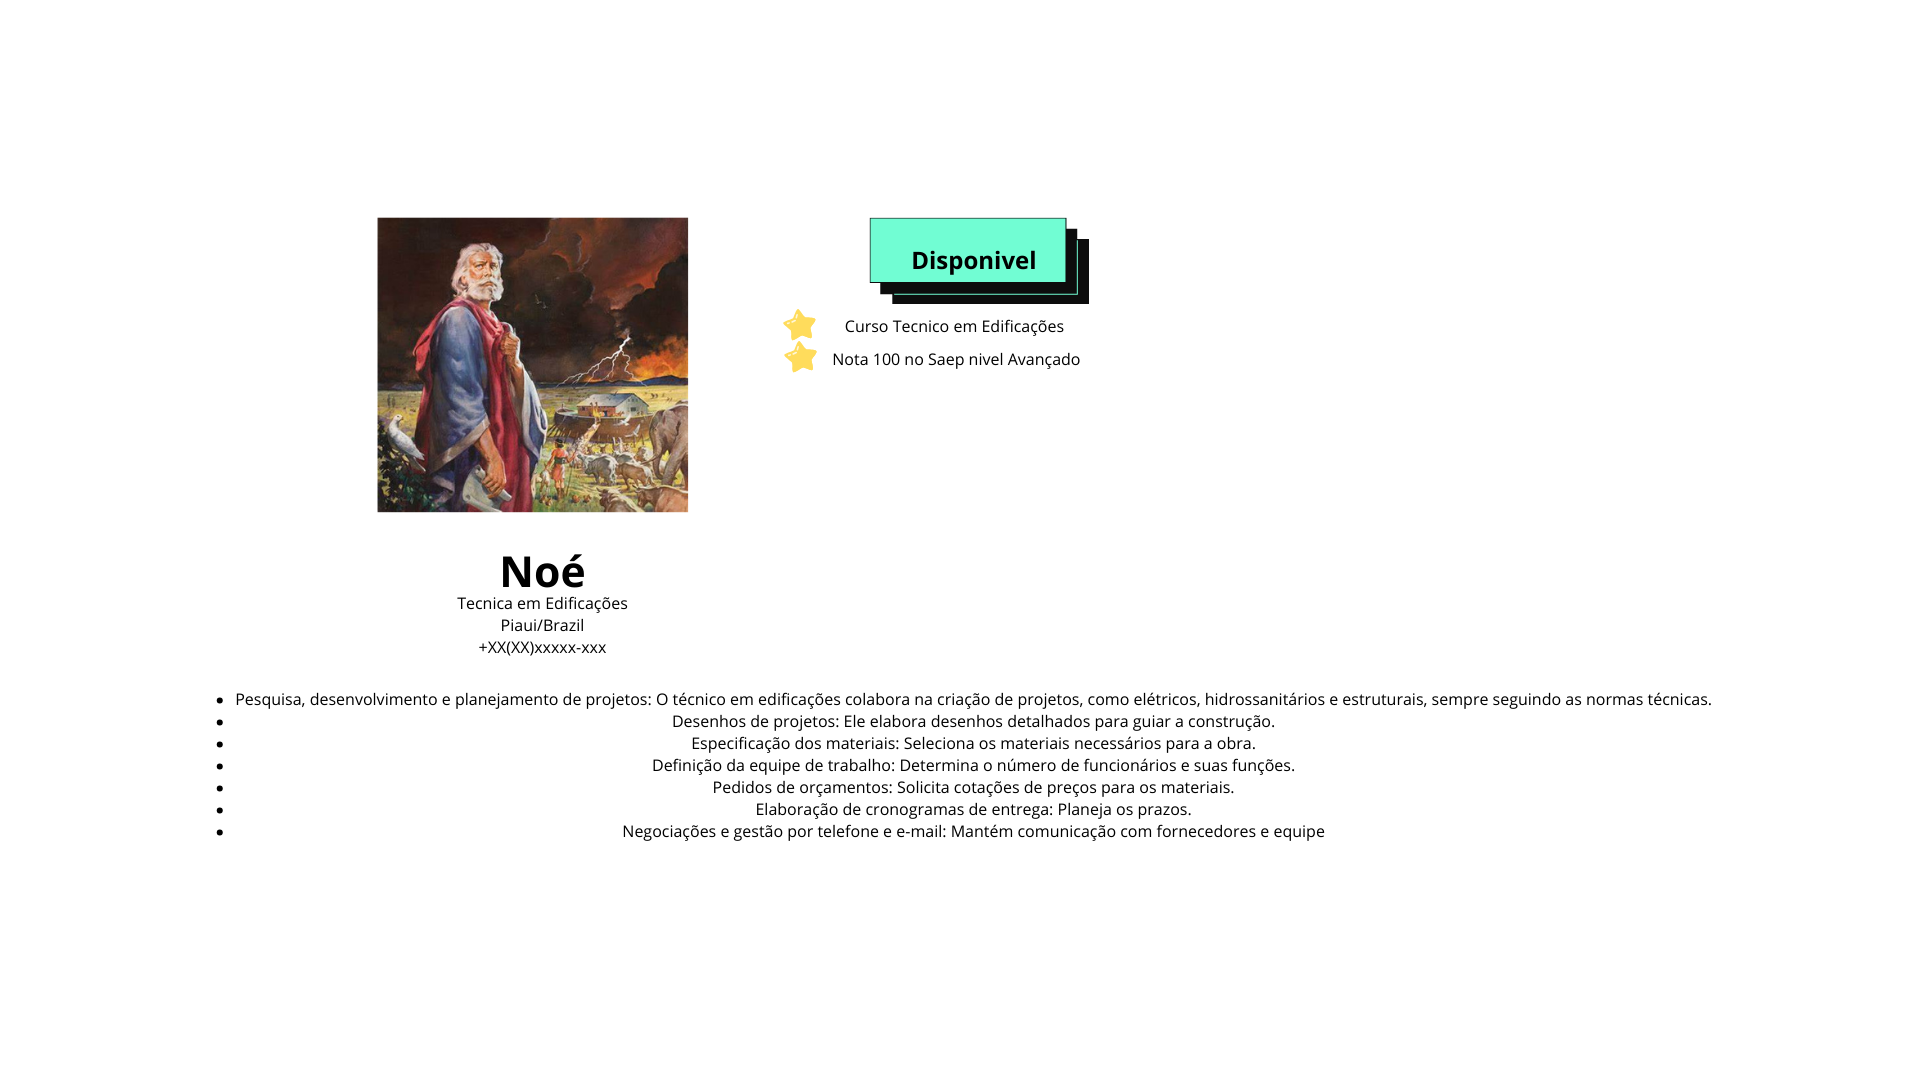 Disponivel
Curso Tecnico em Edificações
Nota 100 no Saep nivel Avançado
Noé
Tecnica em Edificações
Piaui/Brazil
+XX(XX)xxxxx-xxx
Pesquisa, desenvolvimento e planejamento de projetos: O técnico em edificações colabora na criação de projetos, como elétricos, hidrossanitários e estruturais, sempre seguindo as normas técnicas.
Desenhos de projetos: Ele elabora desenhos detalhados para guiar a construção.
Especificação dos materiais: Seleciona os materiais necessários para a obra.
Definição da equipe de trabalho: Determina o número de funcionários e suas funções.
Pedidos de orçamentos: Solicita cotações de preços para os materiais.
Elaboração de cronogramas de entrega: Planeja os prazos.
Negociações e gestão por telefone e e-mail: Mantém comunicação com fornecedores e equipe